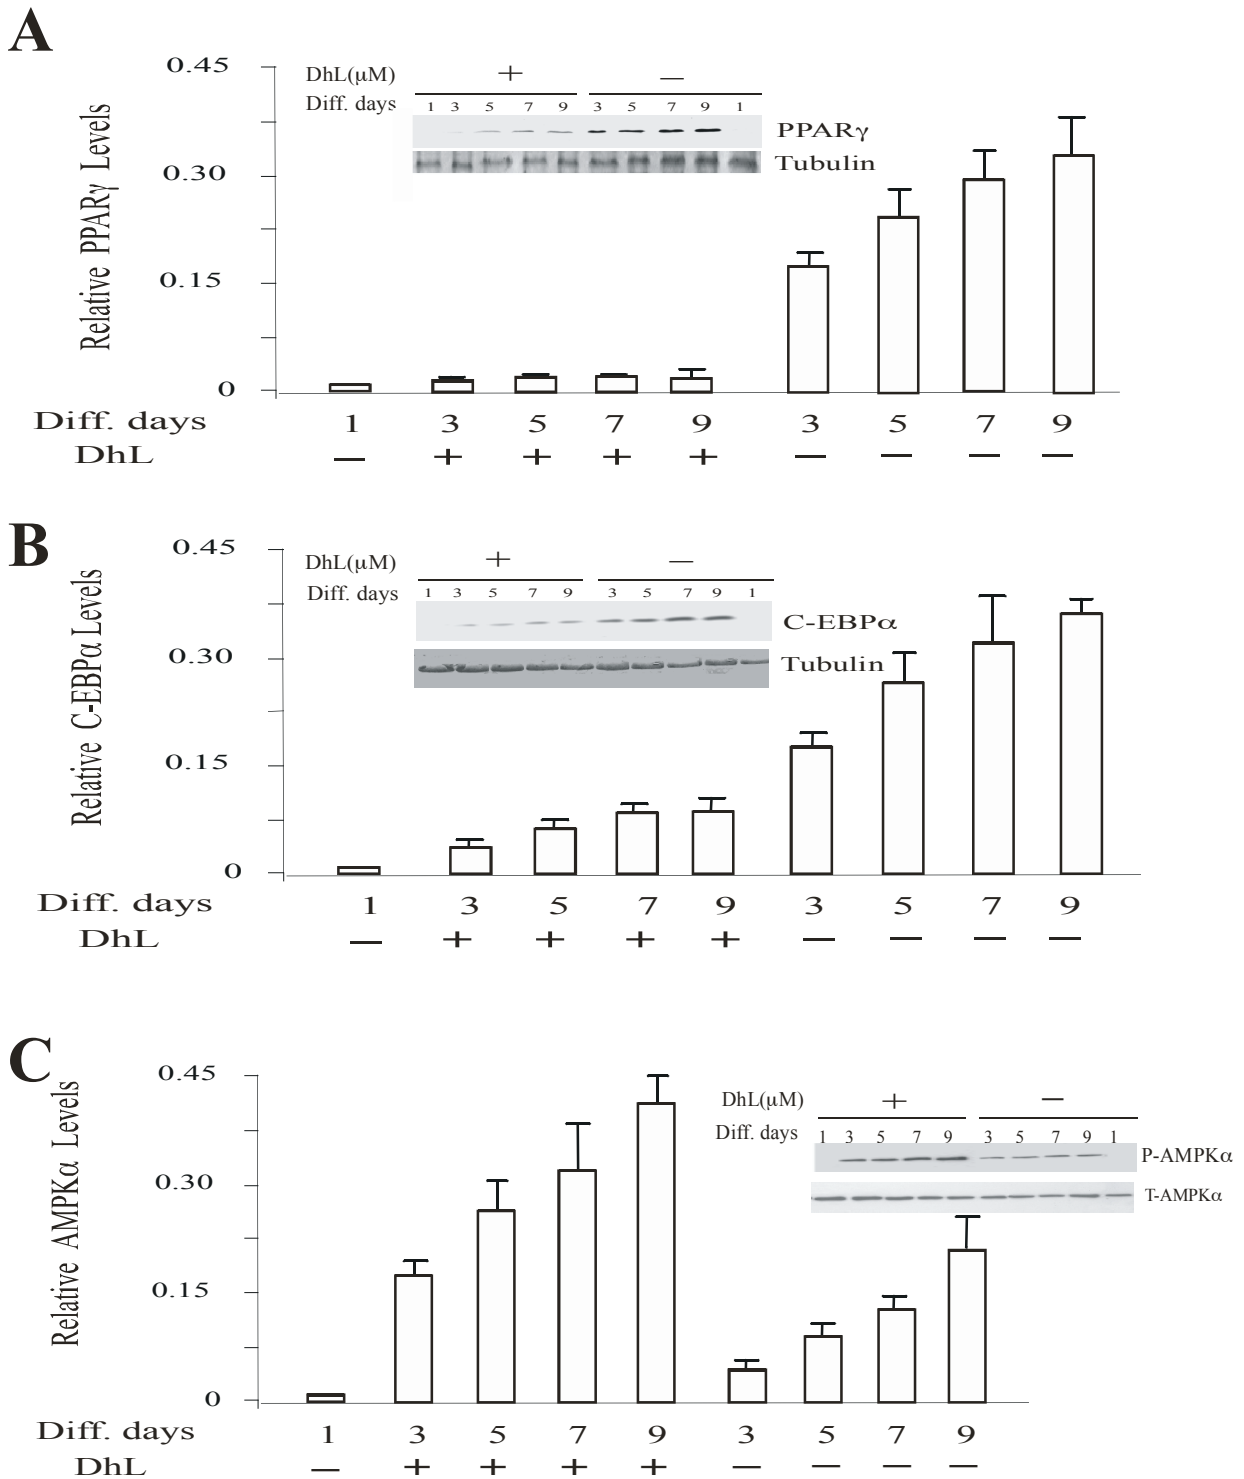 A
0.45
0.30
0.15
0
Relative PPARγ Levels
DhL(μM) + −
Diff. days 1 3 5 7 9 3 5 7 9 1
PPARγ
Tubulin
Diff. days 1 3 5 7 9 3 5 7 9
DhL − + + + + − − − −
B
0.45
0.30
0.15
0
Relative C-EBPα Levels
DhL(μM) + −
Diff. days 1 3 5 7 9 3 5 7 9 1
C-EBPα
Tubulin
Diff. days 1 3 5 7 9 3 5 7 9
DhL − + + + + − − − −
C
0.45
0.30
0.15
0
Relative AMPKα Levels
DhL(μM) + −
Diff. days 1 3 5 7 9 3 5 7 9 1
P-AMPKα
T-AMPKα
Diff. days 1 3 5 7 9 3 5 7 9
DhL − + + + + − − − −